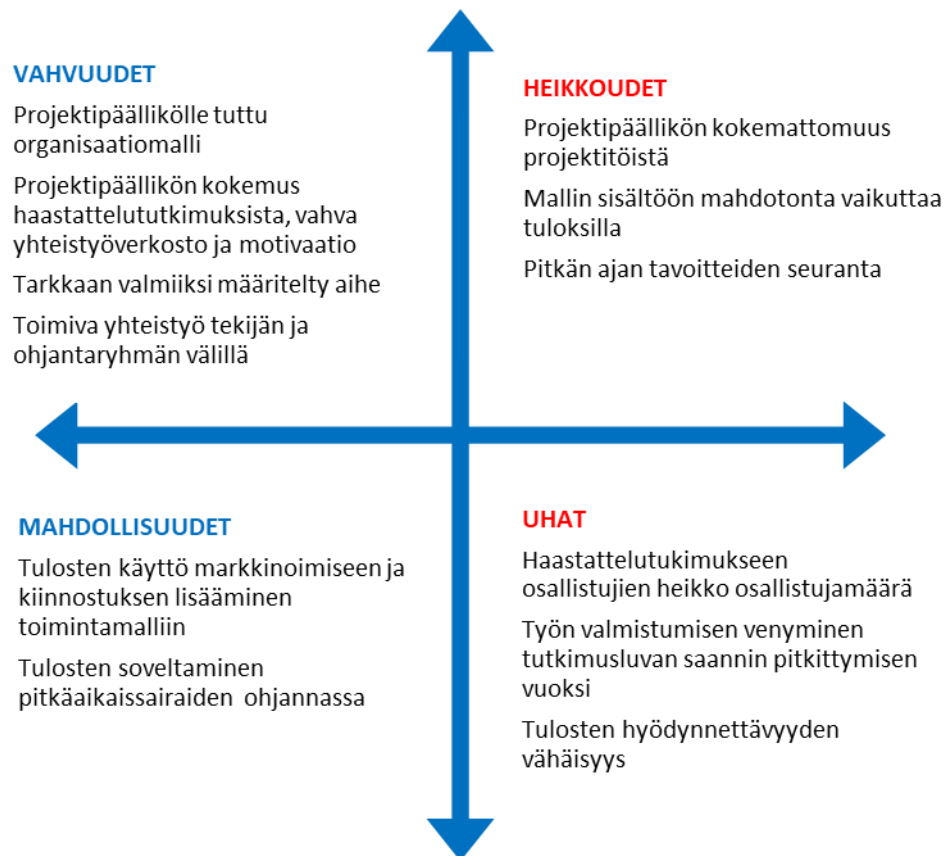 VAHVUUDET
Projektipäällikölle tuttu
organisaatiomalli
Projektipäällikön kokemus
haastattelututkimuksista, vahva
yhteistyöverkosto ja motivaatio
Tarkkaan valmiiksi määritelty aihe
Toimiva yhteistyö tekijän ja
ohjantaryhmän välillä
HEIKKOUDET
Projektipäällikön kokemattomuus
projektitöistä
Mallin sisältöön mahdotonta vaikuttaa
tuloksilla
Pitkän ajan tavoitteiden seuranta
MAHDOLLISUUDET
Tulosten käyttö markkinoimiseen ja
kiinnostuksen lisääminen
toimintamalliin
Tulosten soveltaminen
pitkäaikaissairaiden ohjannassa
UHAT
Haastattelutukimukseen
osallistujien heikko osallistujamäärä
Työn valmistumisen venyminen
tutkimusluvan saannin pitkittymisen
vuoksi
Tulosten hyödynnettävyyden
vähäisyys